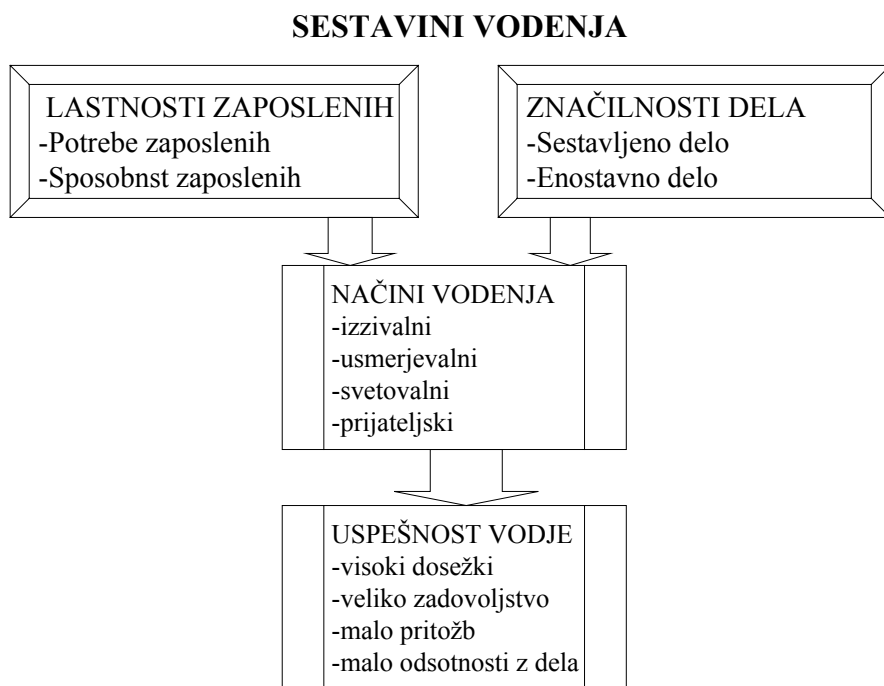 SESTAVINI VODENJA
LASTNOSTI ZAPOSLENIH
-Potrebe zaposlenih
-Sposobnst zaposlenih
ZNAČILNOSTI DELA
-Sestavljeno delo
-Enostavno delo
NAČINI VODENJA
-izzivalni
-usmerjevalni
-svetovalni
-prijateljski
USPEŠNOST VODJE
-visoki dosežki
-veliko zadovoljstvo
-malo pritožb
-malo odsotnosti z dela